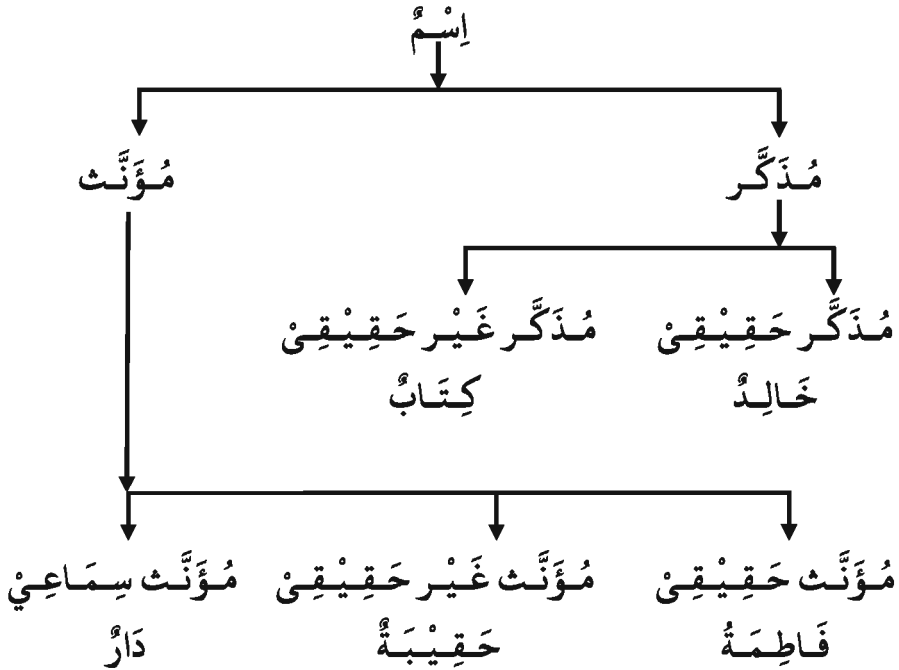 اِسْمٌ
مُذَكَّر
مُؤَنَّث
مُذَكَّر حَقِيْقِىْ
خَالِدٌ
مُذَكَّر غَيْر حَقِيْقِىْ
كِتَابٌ
مُؤَنَّث حَقِيْقِىْ
فَاطِمَةُ
مُؤَنَّث غَيْر حَقِيْقِىْ
حَقِيْبَةٌ
مُؤَنَّث سِمَاعِيْ
دَارٌ